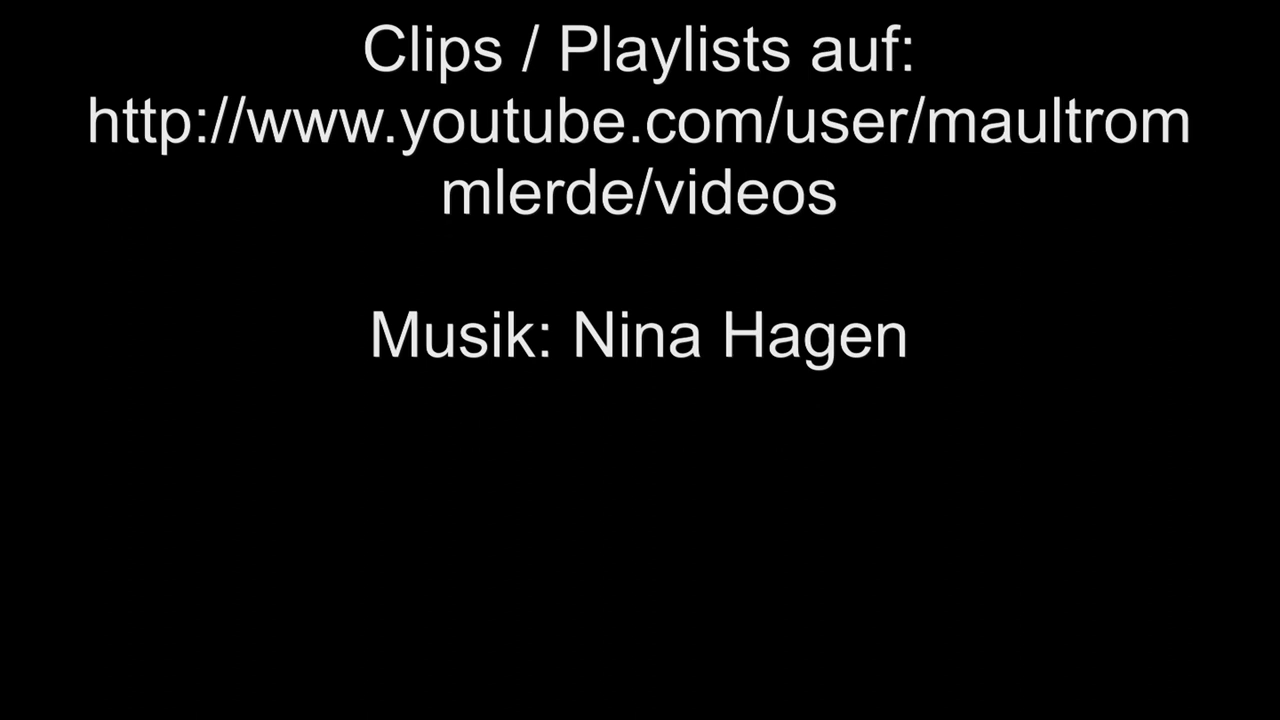 Clips / Playlists auf:
http://www.youtube.com/user/maultrom
mlerde/videos
Musik: Nina Hagen